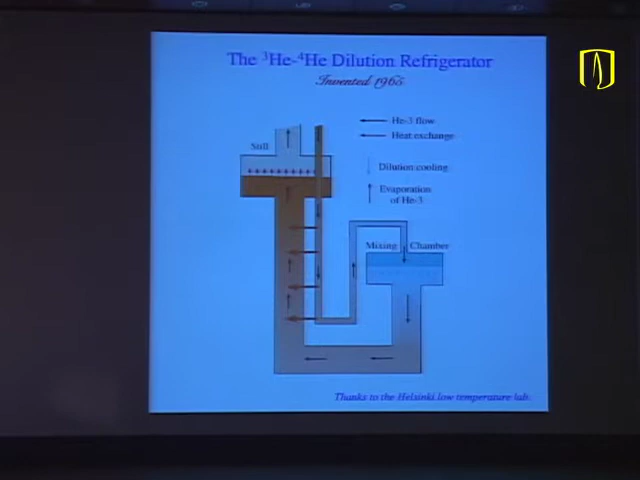 The ³He-⁴He Dilution Refrigerator
Invented 1965
He-3 flow
Heat exchange
Still
Dilution cooling
Evaporation
of He-3
Mixing Chamber
Thanks to the Helsinki low temperature lab.